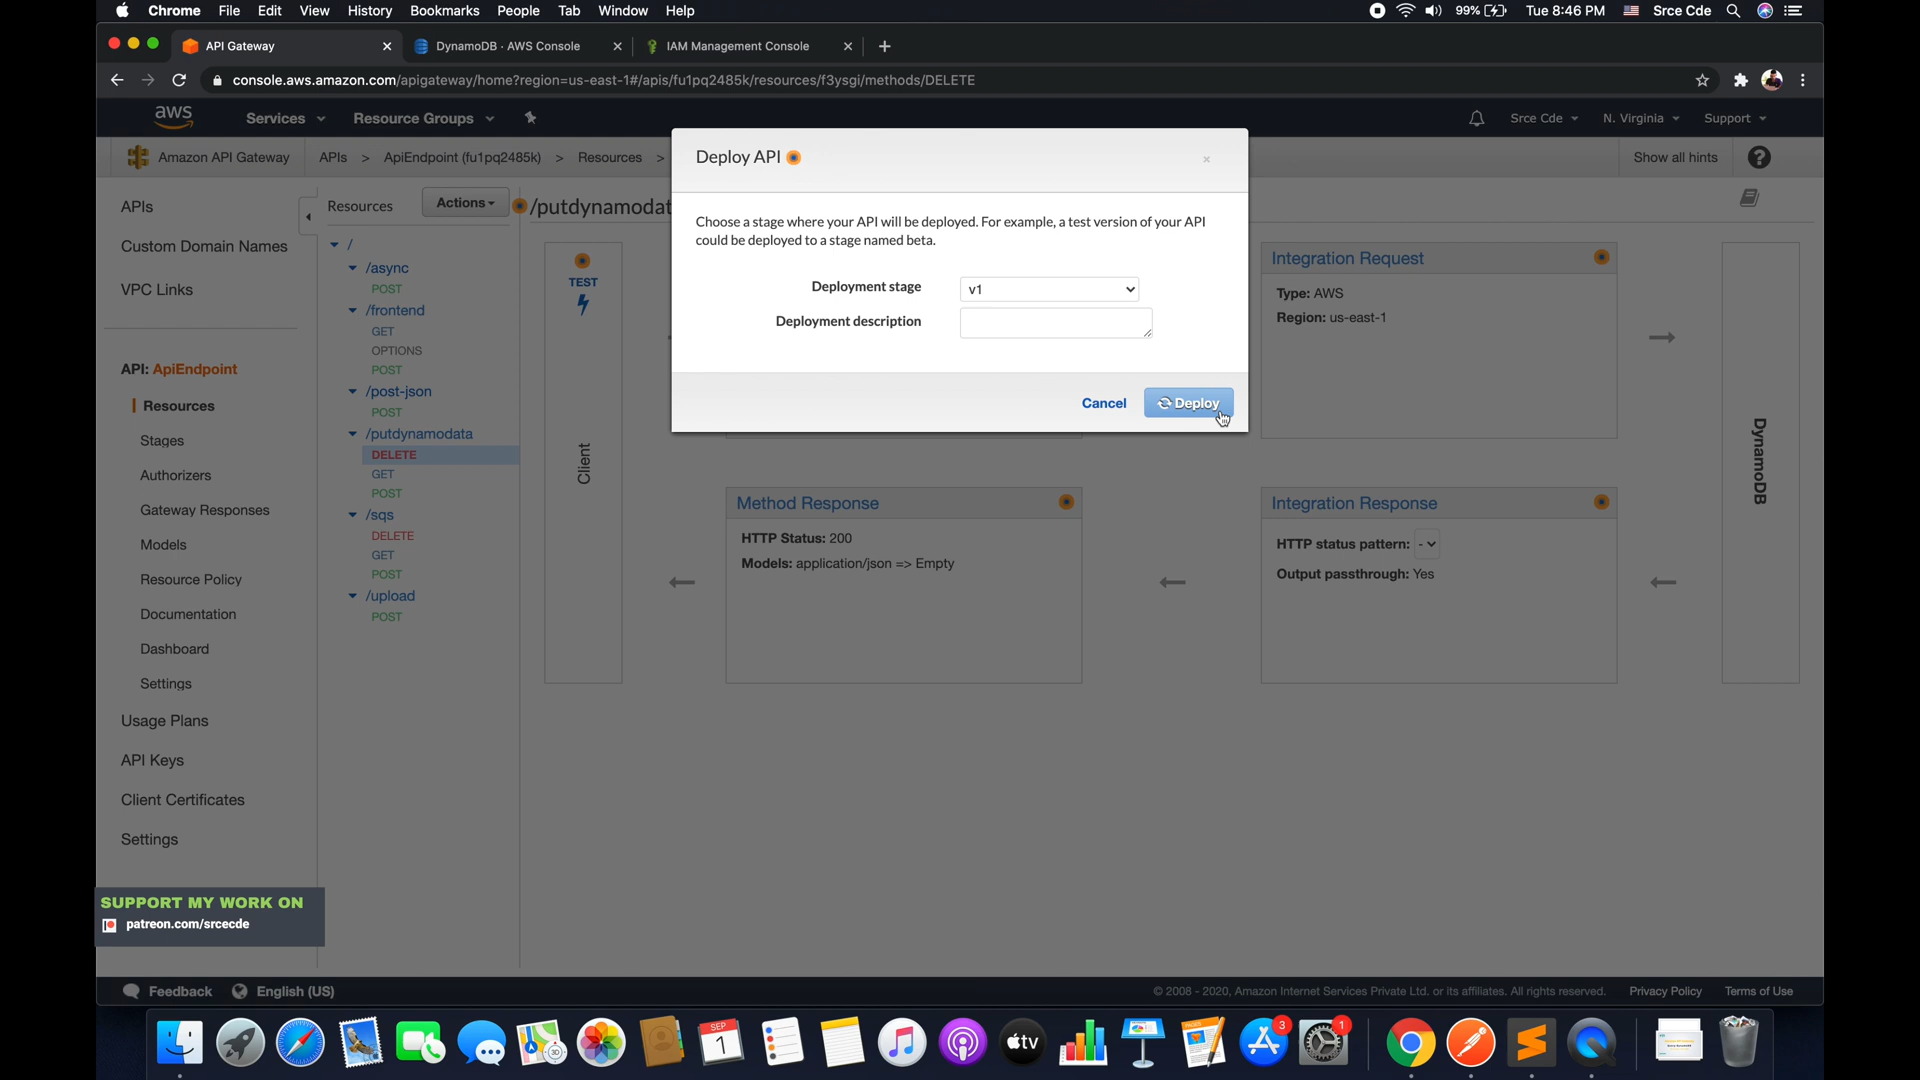 Chrome File Edit View History Bookmarks People Tab Window Help 99% Tue 8:46 PM Srce Cde
API Gateway DynamoDB · AWS Console IAM Management Console
console.aws.amazon.com/apigateway/home?region=us-east-1#/apis/fu1pq2485k/resources/f3ysgi/methods/DELETE
aws Services Resource Groups Srce Cde N. Virginia Support
Amazon API Gateway APIs > ApiEndpoint (fu1pq2485k) > Resources > Show all hints ?
Deploy API
×
Choose a stage where your API will be deployed. For example, a test version of your API
could be deployed to a stage named beta.
Deployment stage v1
Deployment description
Cancel Deploy
APIs
Custom Domain Names
VPC Links
API: ApiEndpoint
Resources
Stages
Authorizers
Gateway Responses
Models
Resource Policy
Documentation
Dashboard
Settings
Usage Plans
API Keys
Client Certificates
Settings
Resources Actions
/
/async
POST
/frontend
GET
OPTIONS
POST
/post-json
POST
/putdynamodata
DELETE
GET
POST
/sqs
DELETE
GET
POST
/upload
POST
/putdynamodat
TEST
Client
Integration Request
Type: AWS
Region: us-east-1
Method Response
HTTP Status: 200
Models: application/json => Empty
Integration Response
HTTP status pattern: -
Output passthrough: Yes
DynamoDB
SUPPORT MY WORK ON
patreon.com/srcecde
Feedback English (US) © 2008 - 2020, Amazon Internet Services Private Ltd. or its affiliates. All rights reserved. Privacy Policy Terms of Use
3D
SEP
1
tv
PAGES
3
1